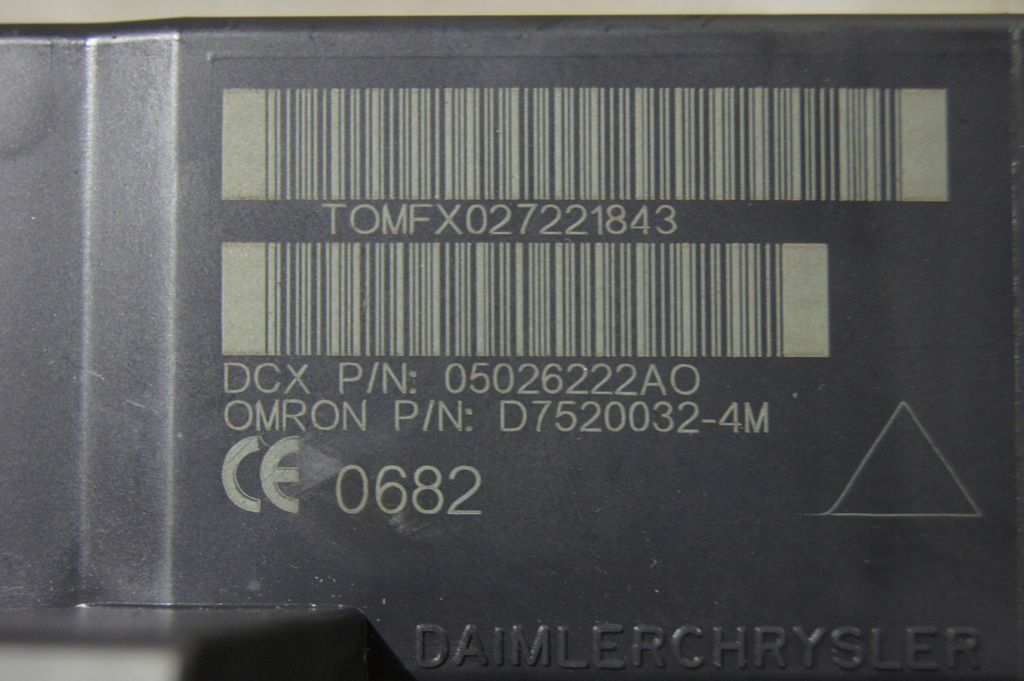 TOMFX027221843
DCX P/N: 05026222AO
OMRON P/N: D7520032-4M
CE 0682
DAIMLERCHRYSLER